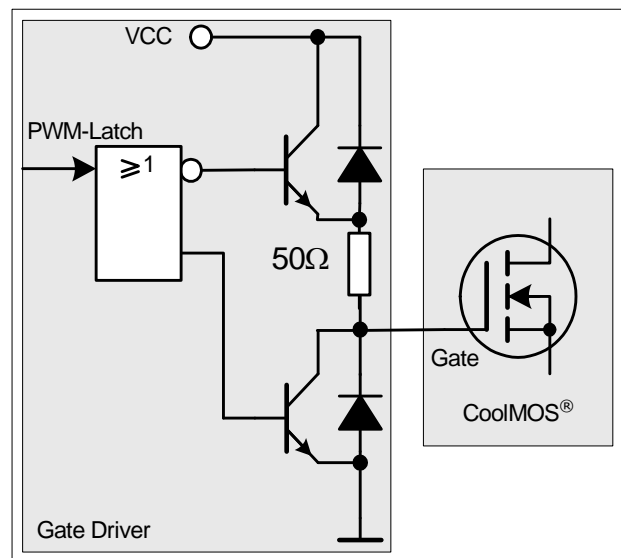 VCC
PWM-Latch
≥1
50Ω
Gate
CoolMOS®
Gate Driver